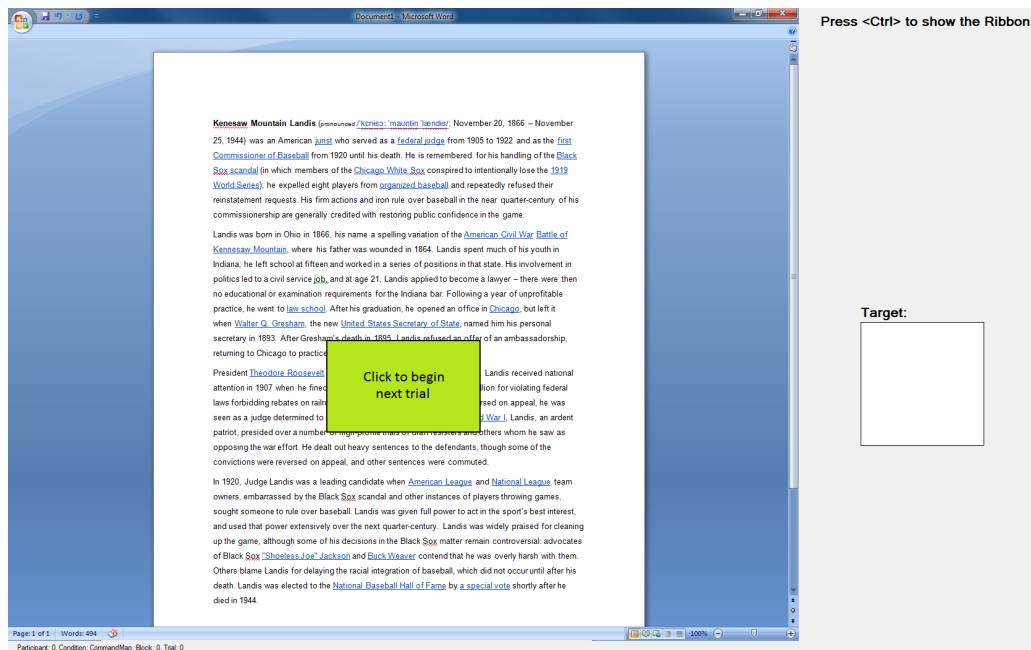 Document1 - Microsoft Word
Press <Ctrl> to show the Ribbon
Kenesaw Mountain Landis (pronounced /ˈkɛnɪsɔː ˈmaʊntɪn ˈlændɪs/; November 20, 1866 – November
25, 1944) was an American jurist who served as a federal judge from 1905 to 1922 and as the first
Commissioner of Baseball from 1920 until his death. He is remembered for his handling of the Black
Sox scandal (in which members of the Chicago White Sox conspired to intentionally lose the 1919
World Series); he expelled eight players from organized baseball and repeatedly refused their
reinstatement requests. His firm actions and iron rule over baseball in the near quarter-century of his
commissionership are generally credited with restoring public confidence in the game.
Landis was born in Ohio in 1866, his name a spelling variation of the American Civil War Battle of
Kennesaw Mountain, where his father was wounded in 1864. Landis spent much of his youth in
Indiana; he left school at fifteen and worked in a series of positions in that state. His involvement in
politics led to a civil service job, and at age 21, Landis applied to become a lawyer – there were then
no educational or examination requirements for the Indiana bar. Following a year of unprofitable
practice, he went to law school. After his graduation, he opened an office in Chicago, but left it
when Walter Q. Gresham, the new United States Secretary of State, named him his personal
secretary in 1893. After Gresham's death in 1895, Landis refused an offer of an ambassadorship,
returning to Chicago to practice
President Theodore Roosevelt Landis received national
attention in 1907 when he fined llion for violating federal
laws forbidding rebates on railr rsed on appeal, he was
seen as a judge determined to d War I, Landis, an ardent
patriot, presided over a number of high-profile trials of draft resisters and others whom he saw as
opposing the war effort. He dealt out heavy sentences to the defendants, though some of the
convictions were reversed on appeal, and other sentences were commuted.
Click to begin
next trial
In 1920, Judge Landis was a leading candidate when American League and National League team
owners, embarrassed by the Black Sox scandal and other instances of players throwing games,
sought someone to rule over baseball. Landis was given full power to act in the sport's best interest,
and used that power extensively over the next quarter-century. Landis was widely praised for cleaning
up the game, although some of his decisions in the Black Sox matter remain controversial: advocates
of Black Sox "Shoeless Joe" Jackson and Buck Weaver contend that he was overly harsh with them.
Others blame Landis for delaying the racial integration of baseball, which did not occur until after his
death. Landis was elected to the National Baseball Hall of Fame by a special vote shortly after he
died in 1944.
Target:
Page: 1 of 1 Words: 494 100%
Participant: 0, Condition: CommandMap, Block: 0, Trial: 0